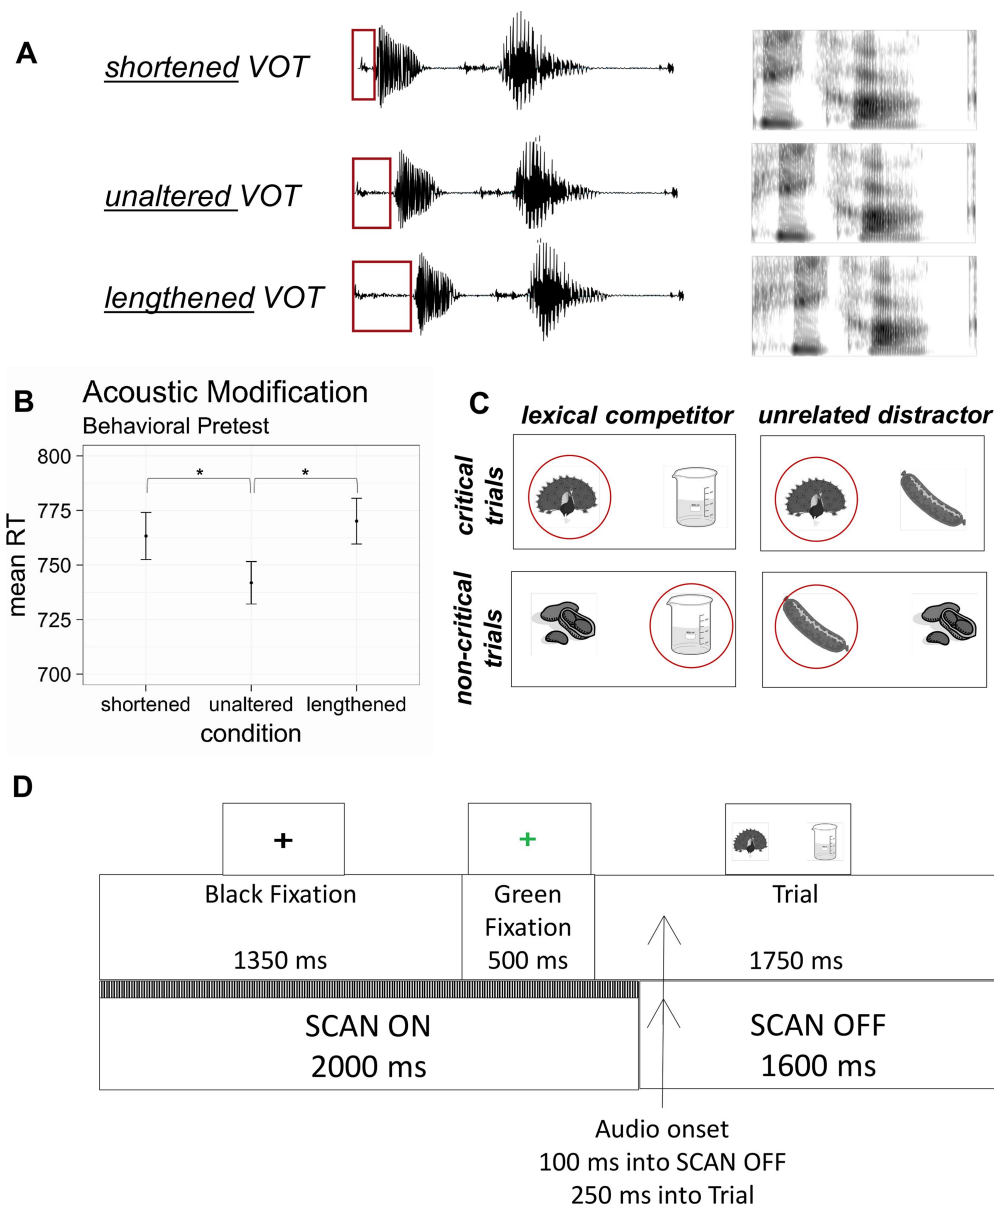 A
shortened VOT
unaltered VOT
lengthened VOT
B
Acoustic Modification
Behavioral Pretest
mean RT
800
775
750
725
700
*
*
shortened unaltered lengthened
condition
C
lexical competitor unrelated distractor
critical
trials
non-critical
trials
D
+
+
Black Fixation
1350 ms
Green
Fixation
500 ms
Trial
1750 ms
SCAN ON
2000 ms
SCAN OFF
1600 ms
Audio onset
100 ms into SCAN OFF
250 ms into Trial